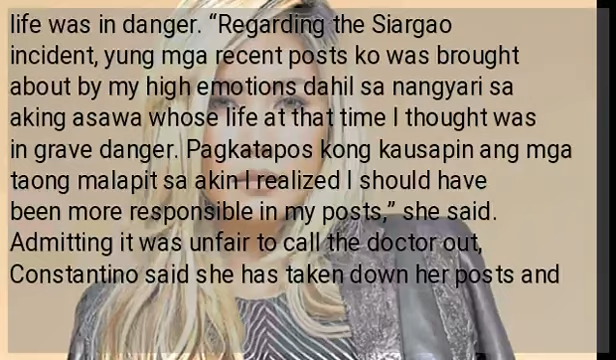 life was in danger. “Regarding the Siargao
incident, yung mga recent posts ko was brought
about by my high emotions dahil sa nangyari sa
aking asawa whose life at that time I thought was
in grave danger. Pagkatapos kong kausapin ang mga
taong malapit sa akin I realized I should have
been more responsible in my posts,” she said.
Admitting it was unfair to call the doctor out,
Constantino said she has taken down her posts and